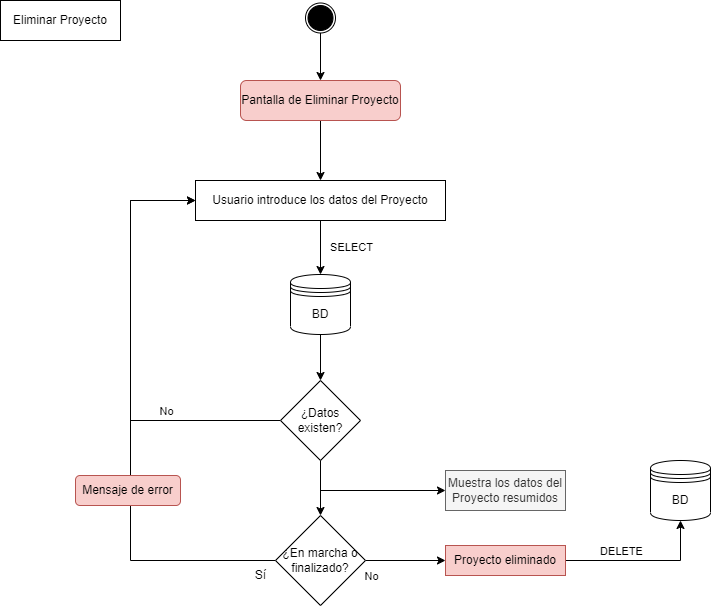 Eliminar Proyecto
Pantalla de Eliminar Proyecto
Usuario introduce los datos del Proyecto
SELECT
BD
¿Datos
existen?
No
Mensaje de error
Muestra los datos del
Proyecto resumidos
BD
¿En marcha o
finalizado?
Sí
No
Proyecto eliminado
DELETE